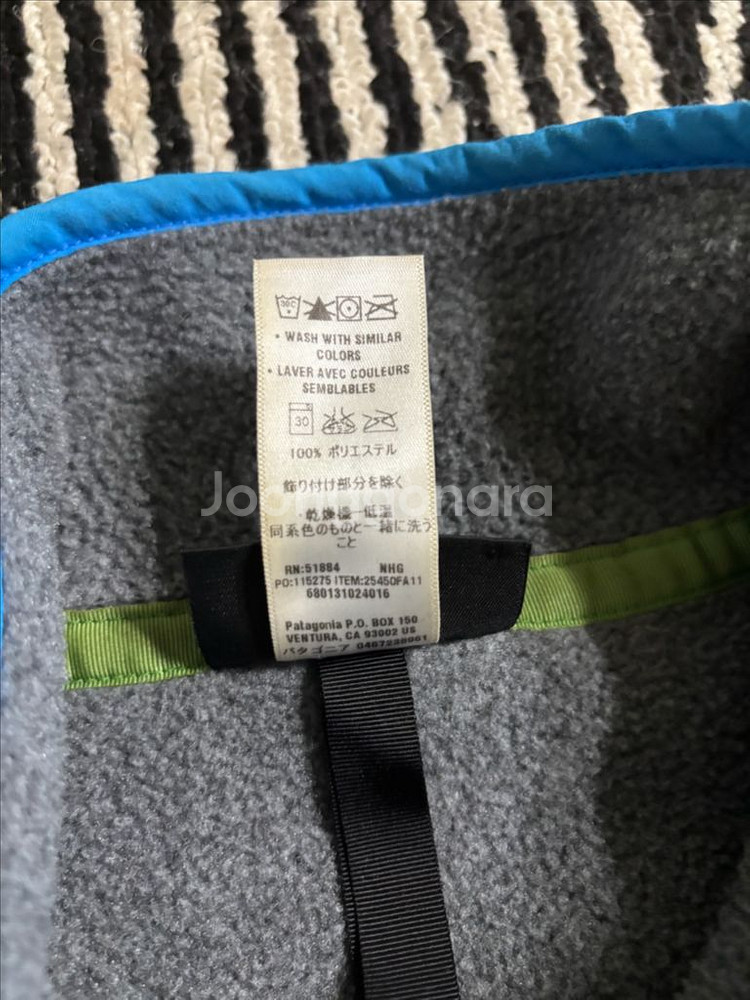 30C
• WASH WITH SIMILAR
COLORS
• LAVER AVEC COULEURS
SEMBLABLES
30
100% ポリエステル
飾り付け部分を除く
・乾燥機一低温
同系色のものと一緒に洗う
こと
RN:51884 NHG
PO:115275 ITEM:25450FA11
680131024016
Patagonia P.O. BOX 150
VENTURA, CA 93002 US
パタゴニア